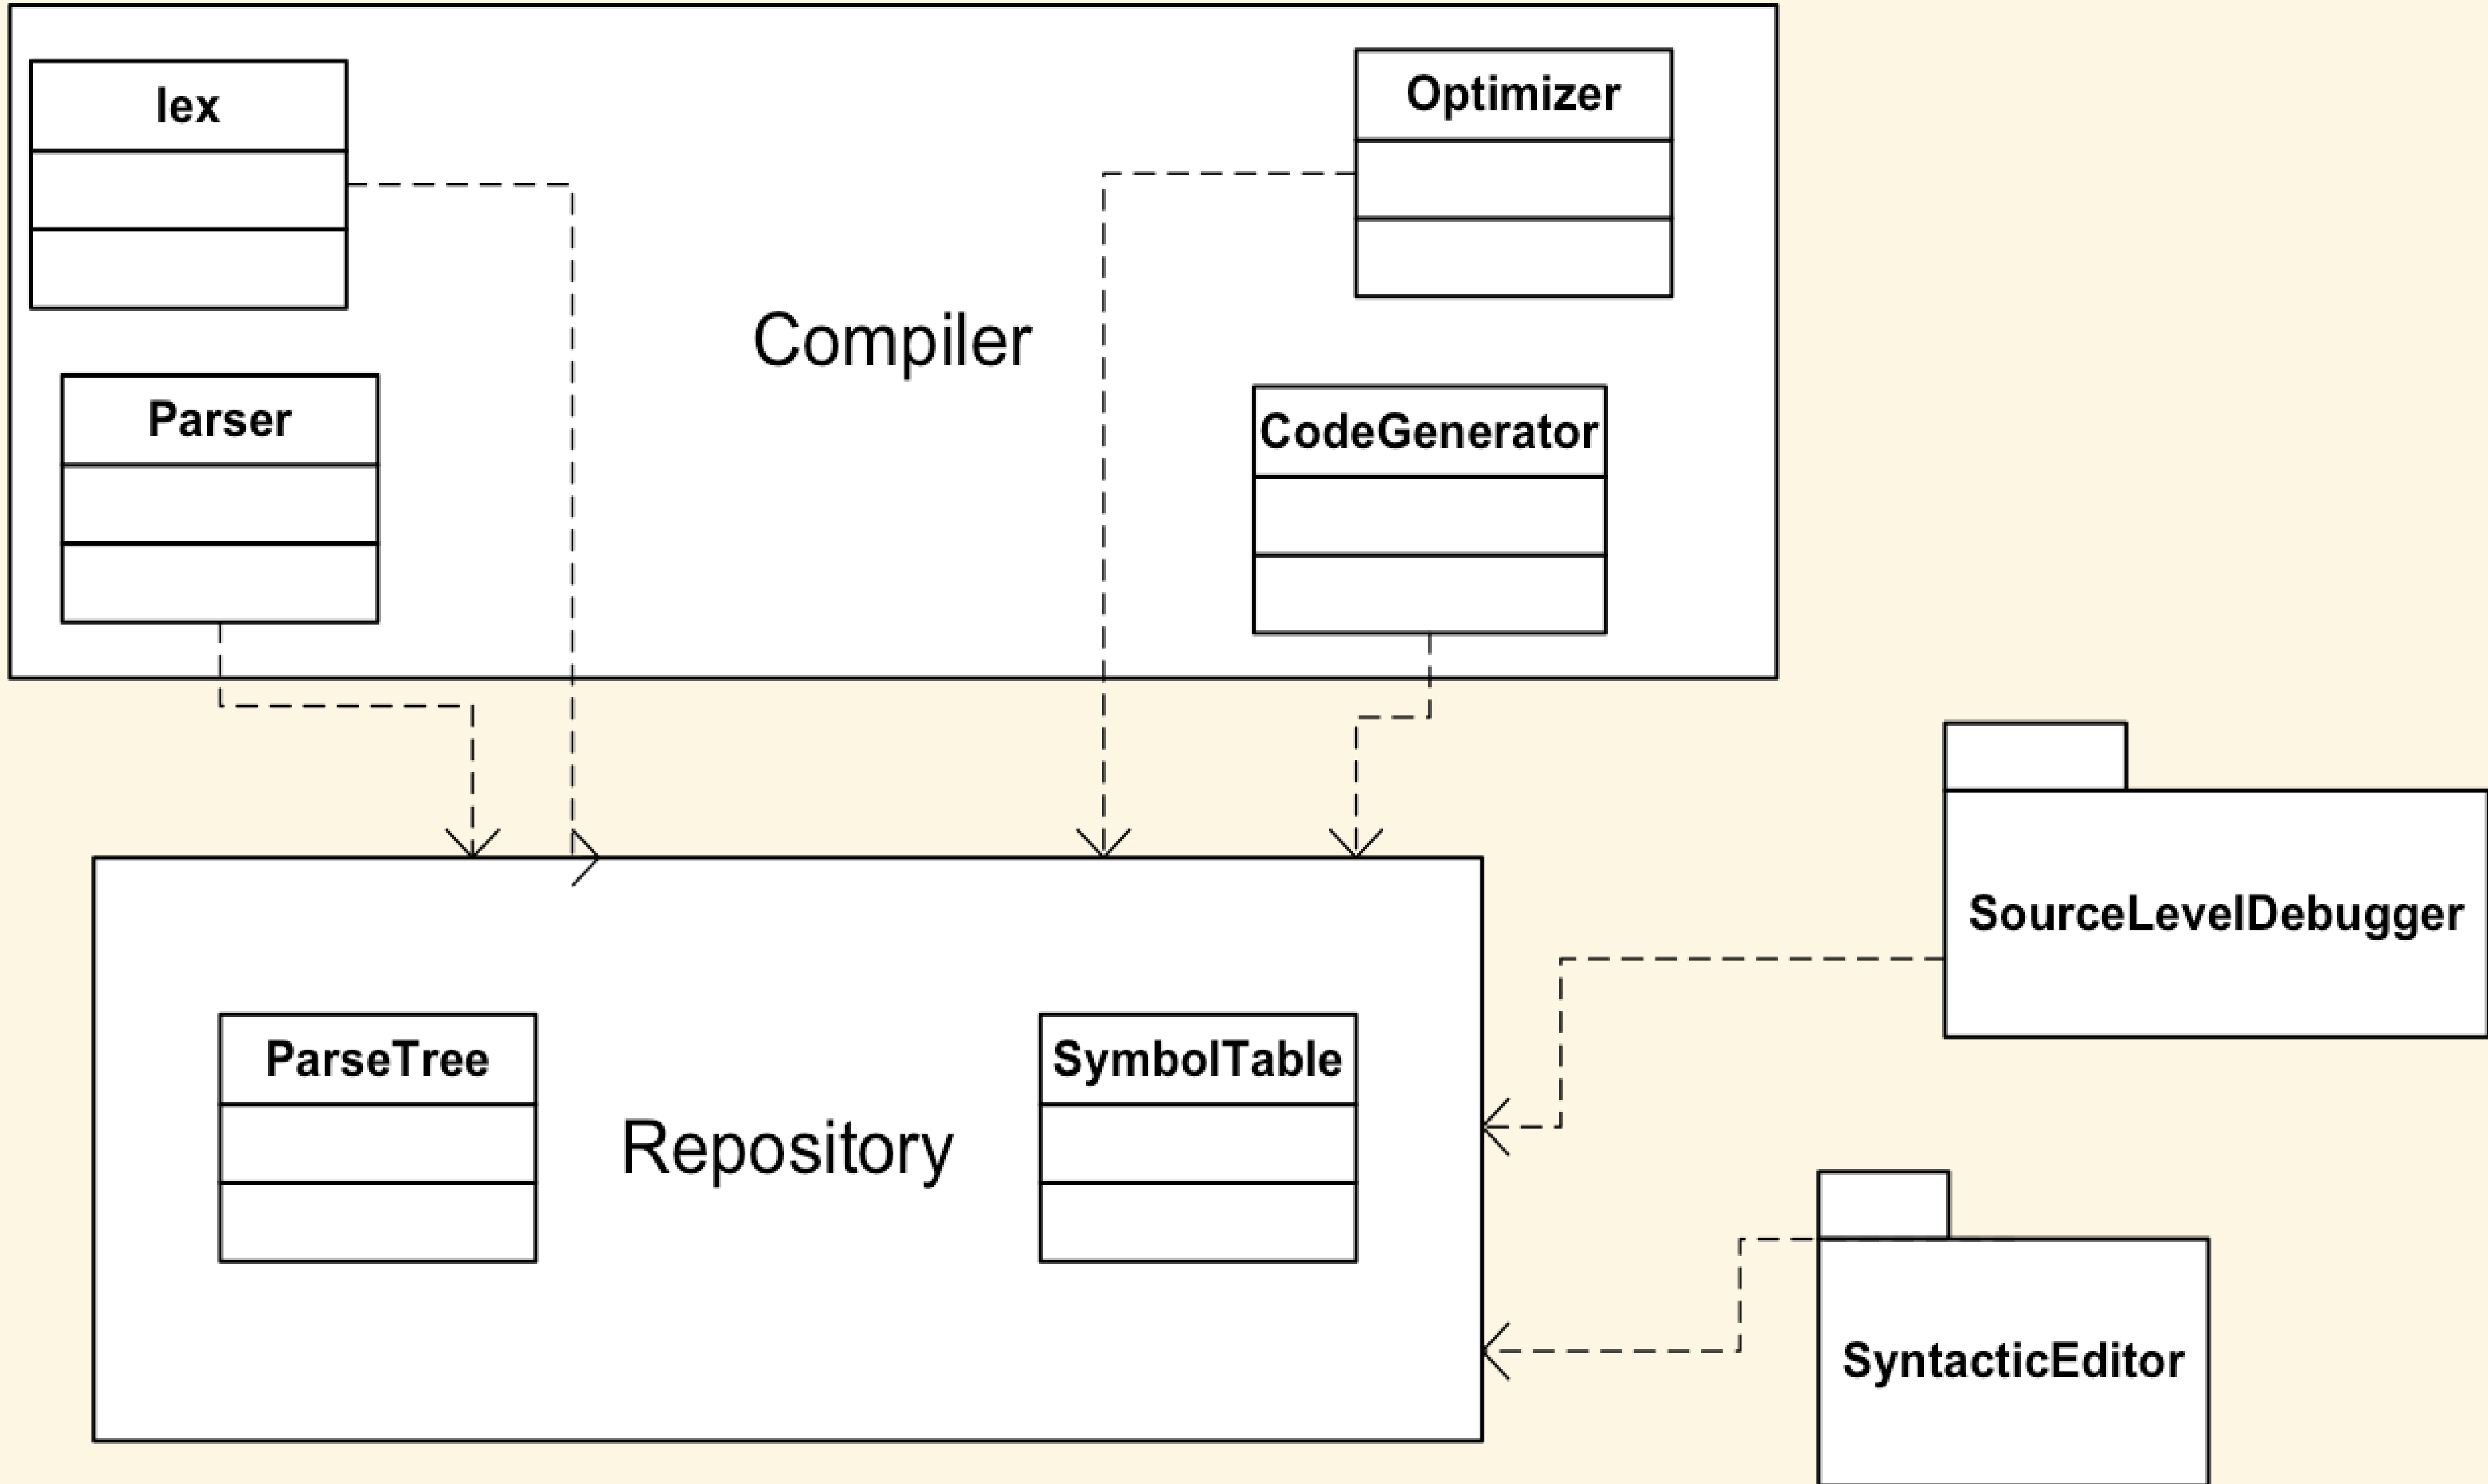 lex
Optimizer
Compiler
Parser
CodeGenerator
SourceLevelDebugger
ParseTree
SymbolTable
Repository
SyntacticEditor